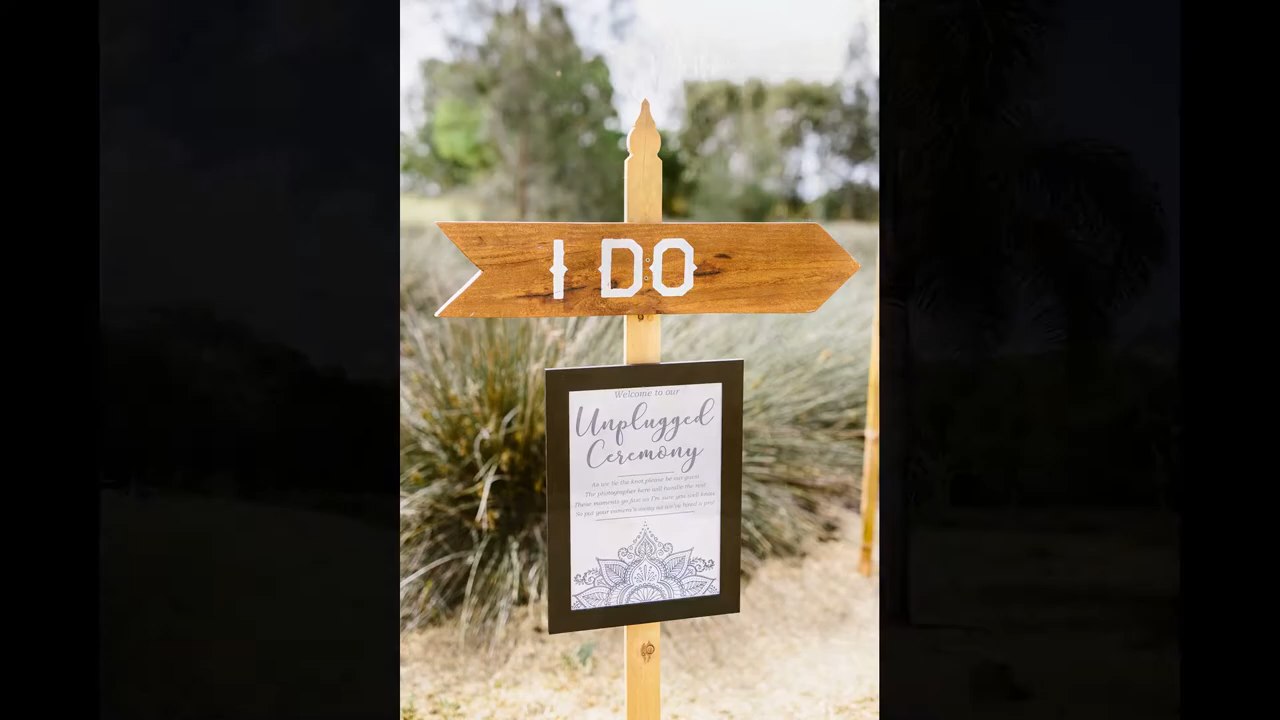 I DO
Welcome to our
Unplugged
Ceremony
As we tie the knot please be our guest
The photographer here will handle the rest
These moments go fast as I'm sure you well know
So put your camera's away as we've hired a pro!